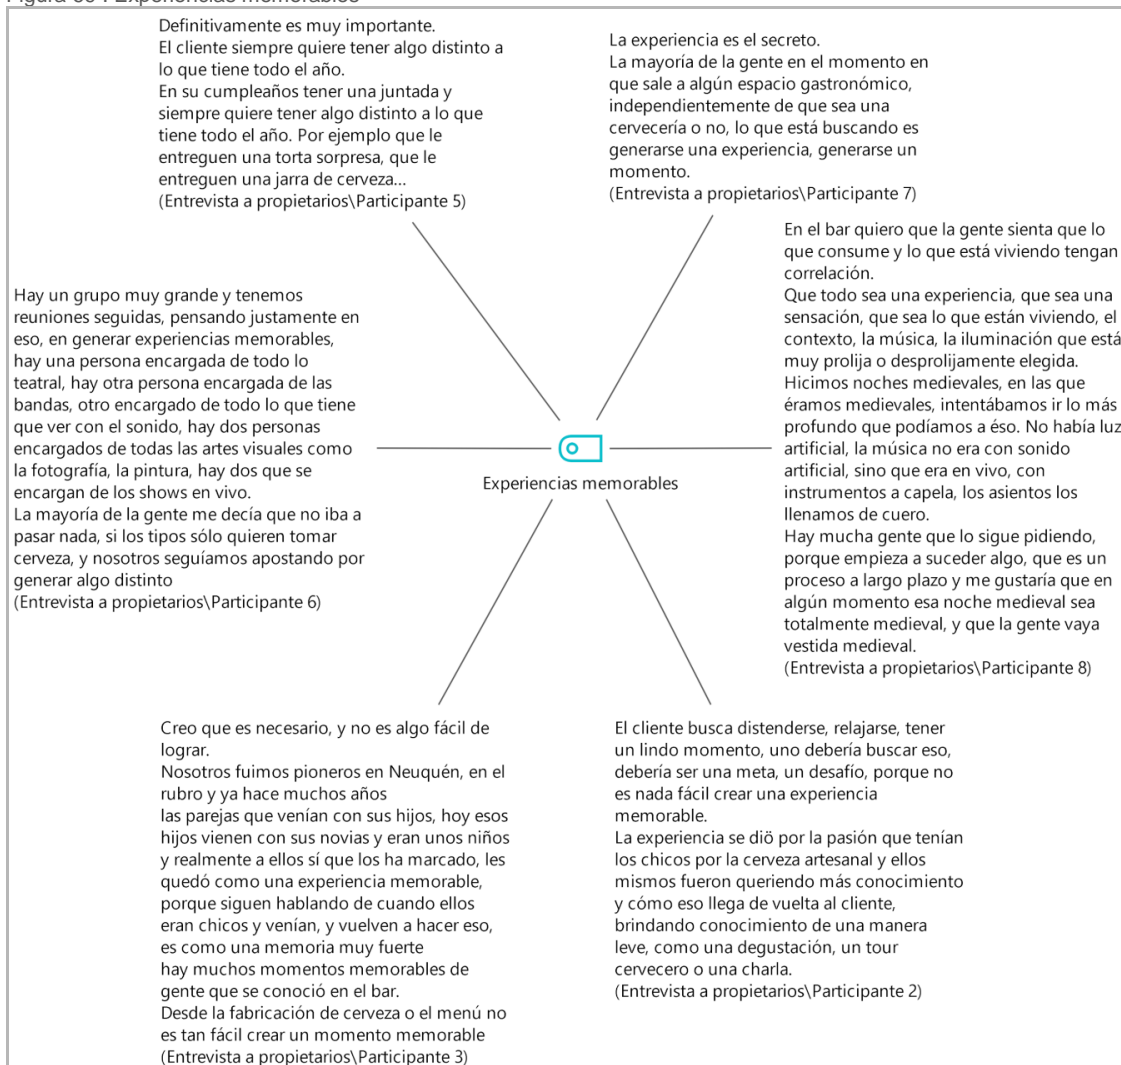 Definitivamente es muy importante.
El cliente siempre quiere tener algo distinto a
lo que tiene todo el año.
En su cumpleaños tener una juntada y
siempre quiere tener algo distinto a lo que
tiene todo el año. Por ejemplo que le
entreguen una torta sorpresa, que le
entreguen una jarra de cerveza...
(Entrevista a propietarios\Participante 5)
La experiencia es el secreto.
La mayoría de la gente en el momento en
que sale a algún espacio gastronómico,
independientemente de que sea una
cervecería o no, lo que está buscando es
generarse una experiencia, generarse un
momento.
(Entrevista a propietarios\Participante 7)
Hay un grupo muy grande y tenemos
reuniones seguidas, pensando justamente en
eso, en generar experiencias memorables,
hay una persona encargada de todo lo
teatral, hay otra persona encargada de las
bandas, otro encargado de todo lo que tiene
que ver con el sonido, hay dos personas
encargados de todas las artes visuales como
la fotografía, la pintura, hay dos que se
encargan de los shows en vivo.
La mayoría de la gente me decía que no iba a
pasar nada, si los tipos sólo quieren tomar
cerveza, y nosotros seguíamos apostando por
generar algo distinto
(Entrevista a propietarios\Participante 6)
Experiencias memorables
En el bar quiero que la gente sienta que lo
que consume y lo que está viviendo tengan
correlación.
Que todo sea una experiencia, que sea una
sensación, que sea lo que están viviendo, el
contexto, la música, la iluminación que está
muy prolija o desprolijamente elegida.
Hicimos noches medievales, en las que
éramos medievales, intentábamos ir lo más
profundo que podíamos a éso. No había luz
artificial, la música no era con sonido
artificial, sino que era en vivo, con
instrumentos a capela, los asientos los
llenamos de cuero.
Hay mucha gente que lo sigue pidiendo,
porque empieza a suceder algo, que es un
proceso a largo plazo y me gustaría que en
algún momento esa noche medieval sea
totalmente medieval, y que la gente vaya
vestida medieval.
(Entrevista a propietarios\Participante 8)
Creo que es necesario, y no es algo fácil de
lograr.
Nosotros fuimos pioneros en Neuquén, en el
rubro y ya hace muchos años
las parejas que venían con sus hijos, hoy esos
hijos vienen con sus novias y eran unos niños
y realmente a ellos sí que los ha marcado, les
quedó como una experiencia memorable,
porque siguen hablando de cuando ellos
eran chicos y venían, y vuelven a hacer eso,
es como una memoria muy fuerte
hay muchos momentos memorables de
gente que se conoció en el bar.
Desde la fabricación de cerveza o el menú no
es tan fácil crear un momento memorable
(Entrevista a propietarios\Participante 3)
El cliente busca distenderse, relajarse, tener
un lindo momento, uno debería buscar eso,
debería ser una meta, un desafío, porque no
es nada fácil crear una experiencia
memorable.
La experiencia se diö por la pasión que tenían
los chicos por la cerveza artesanal y ellos
mismos fueron queriendo más conocimiento
y cómo eso llega de vuelta al cliente,
brindando conocimiento de una manera
leve, como una degustación, un tour
cervecero o una charla.
(Entrevista a propietarios\Participante 2)